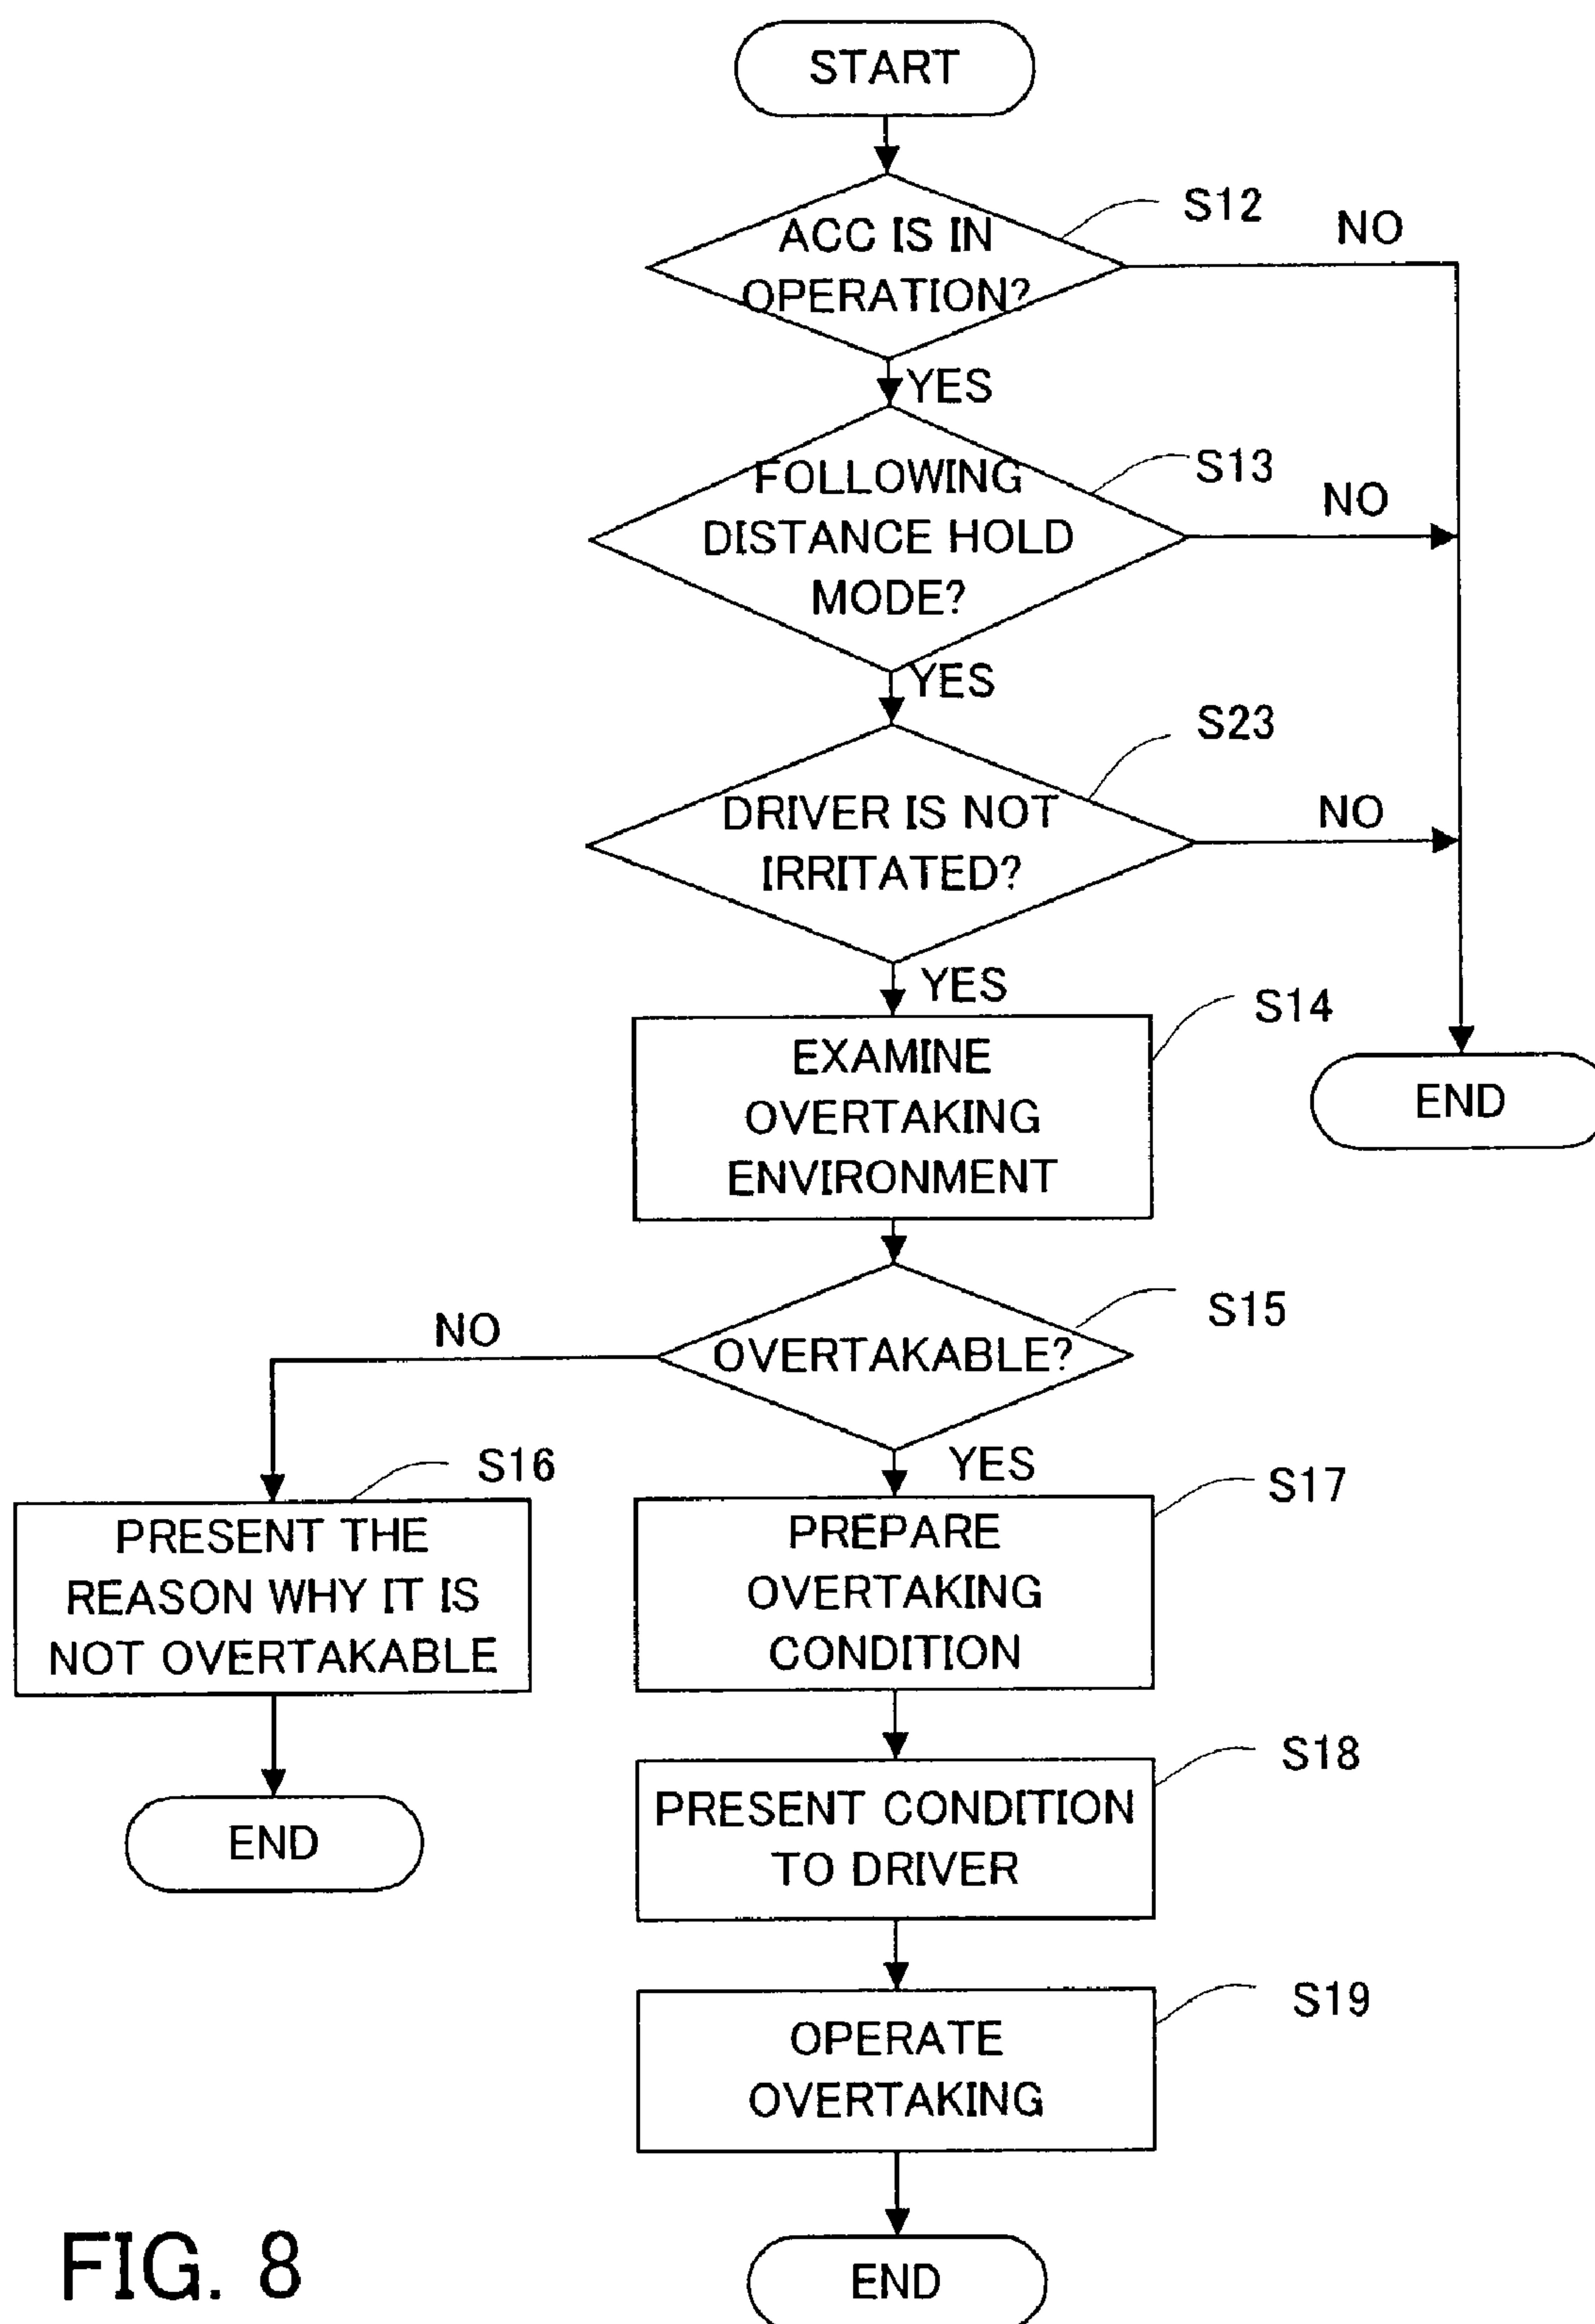 START
S12
NO
ACC IS IN
OPERATION?
YES
FOLLOWING
DISTANCE HOLD
MODE?
S13
NO
YES
S23
DRIVER IS NOT
IRRITATED?
NO
YES
S14
EXAMINE
OVERTAKING
ENVIRONMENT
END
S15
NO
OVERTAKABLE?
YES
S16
S17
PRESENT THE
REASON WHY IT IS
NOT OVERTAKABLE
PREPARE
OVERTAKING
CONDITION
S18
END
PRESENT CONDITION
TO DRIVER
S19
OPERATE
OVERTAKING
END
FIG. 8